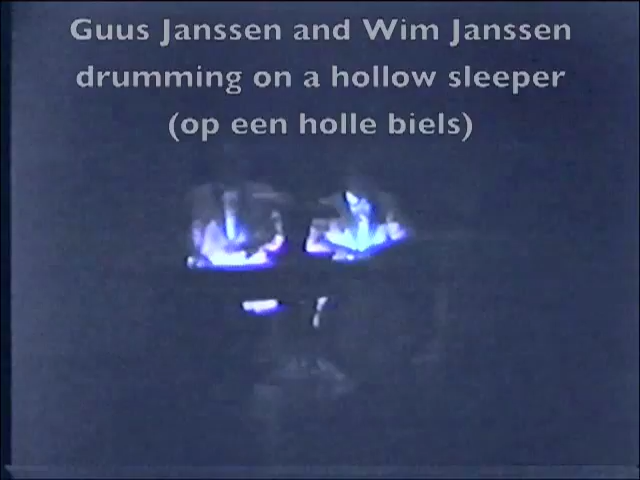 Guus Janssen and Wim Janssen
drumming on a hollow sleeper
(op een holle biels)